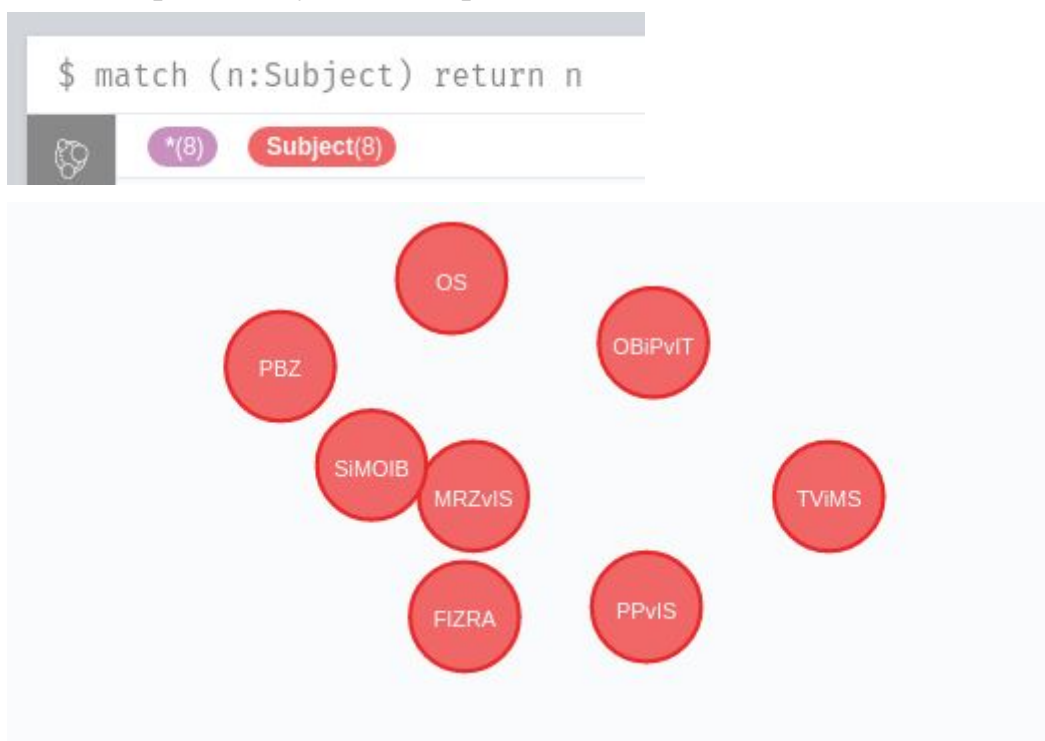 $ match (n:Subject) return n
*(8) Subject(8)
OS
OBiPvIT
PBZ
SiMOIB
MRZvIS
TViMS
FIZRA
PPvIS